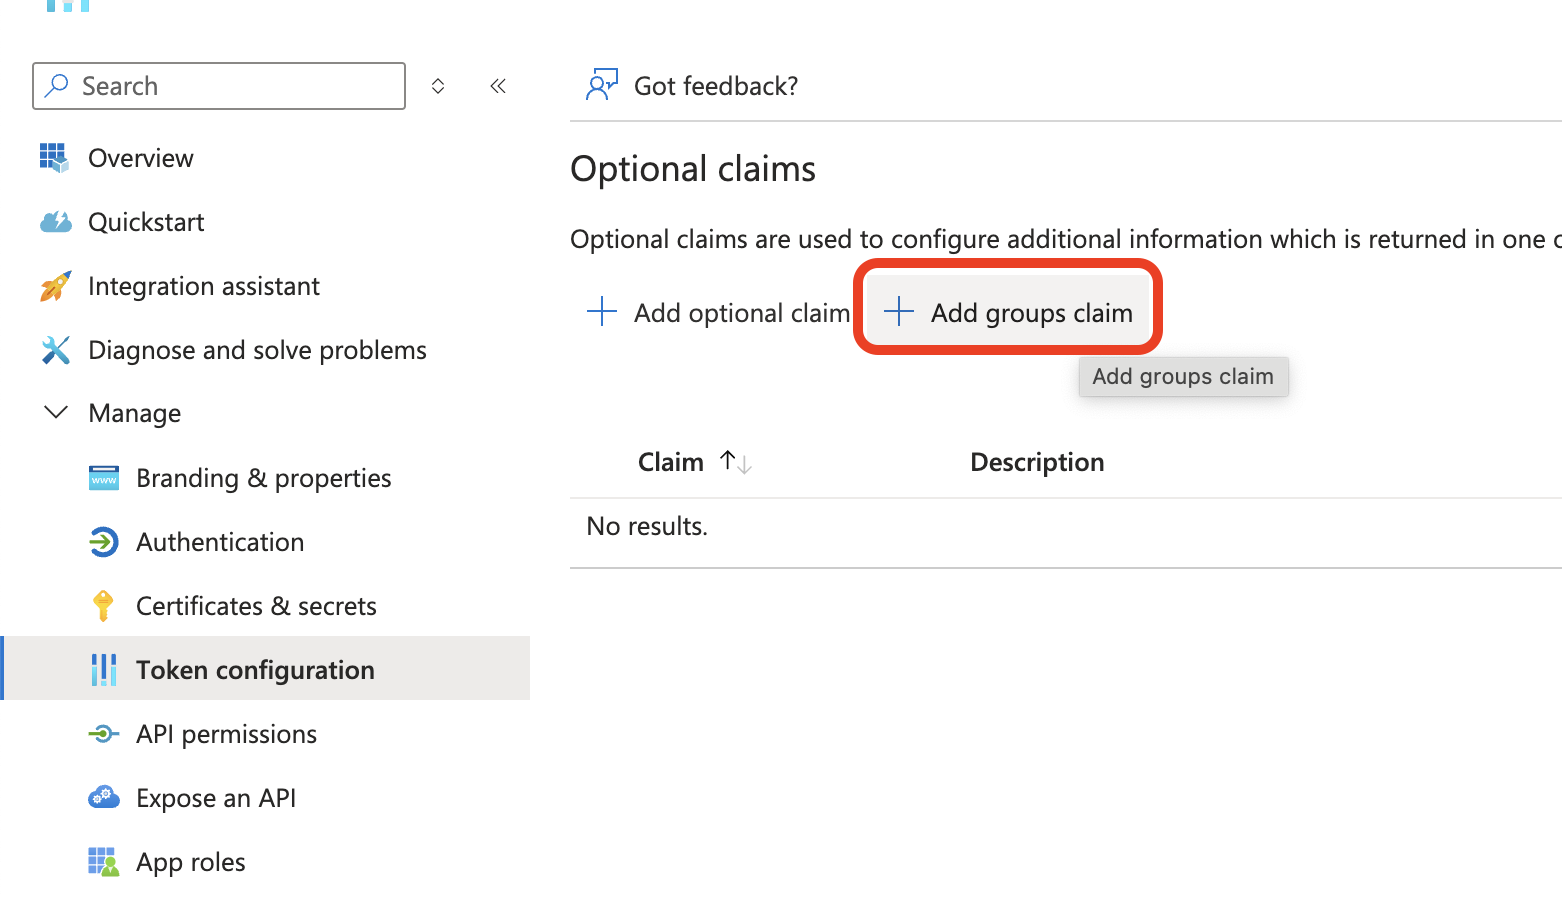 Search
Got feedback?
Overview
Quickstart
Integration assistant
Diagnose and solve problems
Manage
Branding & properties
Authentication
Certificates & secrets
Token configuration
API permissions
Expose an API
App roles
Optional claims
Optional claims are used to configure additional information which is returned in one
Add optional claim
Add groups claim
Add groups claim
Claim
Description
No results.